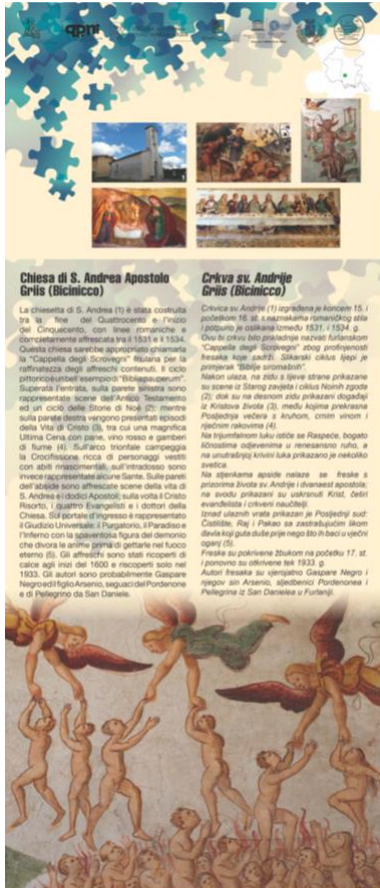 Chiesa di S. Andrea Apostolo
Griis (Bicinicco)
La chiesetta di S. Andrea (1) è stata costruita
tra la fine del Quattrocento e l'inizio
del Cinquecento, con linee romaniche e
completamente affrescata tra il 1531 e il 1534.
Questa chiesa sarebbe appropriato chiamarla
la "Cappella degli Scrovegni" friulana per la
raffinatezza degli affreschi contenuti. Il ciclo
pittorico è un bell'esempio di "Biblia pauperum".
Superata l'entrata, sulla parete sinistra sono
rappresentate scene dell'Antico Testamento
ed un ciclo delle Storie di Noè (2); mentre
sulla parete destra vengono presentati episodi
della Vita di Cristo (3), tra cui una magnifica
Ultima Cena con pane, vino rosso e gamberi
di fiume (4). Sull'arco trionfale campeggia
la Crocifissione ricca di personaggi vestiti
con abiti rinascimentali, sull'intradosso sono
invece rappresentate alcune Sante. Sulle pareti
dell'abside sono affrescate scene della vita di
S. Andrea e i dodici Apostoli, sulla volta il Cristo
Risorto, i quattro Evangelisti e i dottori della
Chiesa. Sul portale d'ingresso è rappresentato
il Giudizio Universale: il Purgatorio, il Paradiso e
l'Inferno con la spaventosa figura del demonio
che divora le anime prima di gettarle nel fuoco
eterno (5). Gli affreschi sono stati ricoperti di
calce agli inizi del 1600 e riscoperti solo nel
1933. Gli autori sono probabilmente Gaspare
Negro ed il figlio Arsenio, seguaci del Pordenone
e di Pellegrino da San Daniele.
Crkva sv. Andrije
Griis (Bicinicco)
Crkvica sv. Andrije (1) izgrađena je koncem 15. i
početkom 16. st. s naznakama romaničkog stila
i potpuno je oslikana između 1531. i 1534. g.
Ovu bi crkvu bilo prikladnije nazvati furlanskom
"Cappella degli Scrovegni" zbog profinjenosti
fresaka koje sadrži. Slikarski ciklus lijep je
primjerak "Biblije siromašnih".
Nakon ulaza, na zidu s lijeve strane prikazane
su scene iz Starog zavjeta i ciklus Noinih zgoda
(2); dok su na desnom zidu prikazani događaji
iz Kristova života (3), među kojima prekrasna
Posljednja večera s kruhom, crnim vinom i
riječnim rakovima (4).
Na trijumfalnom luku ističe se Raspeće, bogato
ličnostima odjevenima u renesansno ruho, a
na unutrašnjoj krivini luka prikazano je nekoliko
svetica.
Na stijenkama apside nalaze se freske s
prizorima života sv. Andrije i dvanaest apostola;
na svodu prikazani su uskrsnuti Krist, četiri
evanđelista i crkveni naučitelji.
Iznad ulaznih vrata prikazan je Posljednji sud:
Čistilište, Raj i Pakao sa zastrašujućim likom
đavla koji guta duše prije nego što ih baci u vječni
oganj (5).
Freske su pokrivene žbukom na početku 17. st.
i ponovno su otkrivene tek 1933. g.
Autori fresaka su vjerojatno Gaspare Negro i
njegov sin Arsenio, sljedbenici Pordenonea i
Pellegrina iz San Danielea u Furlaniji.